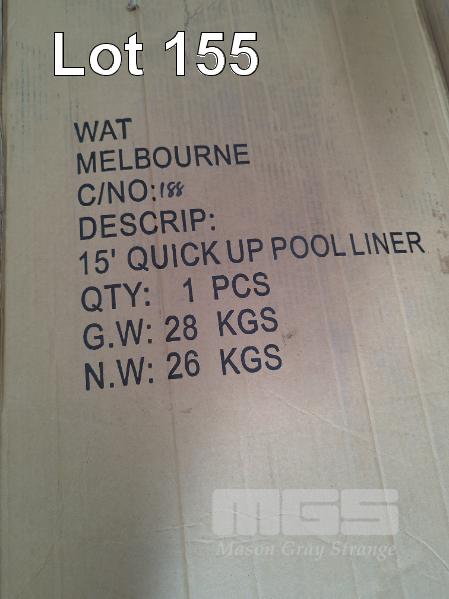 Lot 155
WAT
MELBOURNE
C/NO:188
DESCRIP:
15' QUICK UP POOL LINER
QTY: 1 PCS
G.W: 28 KGS
N.W: 26 KGS
MGS
Mason Gray Strange